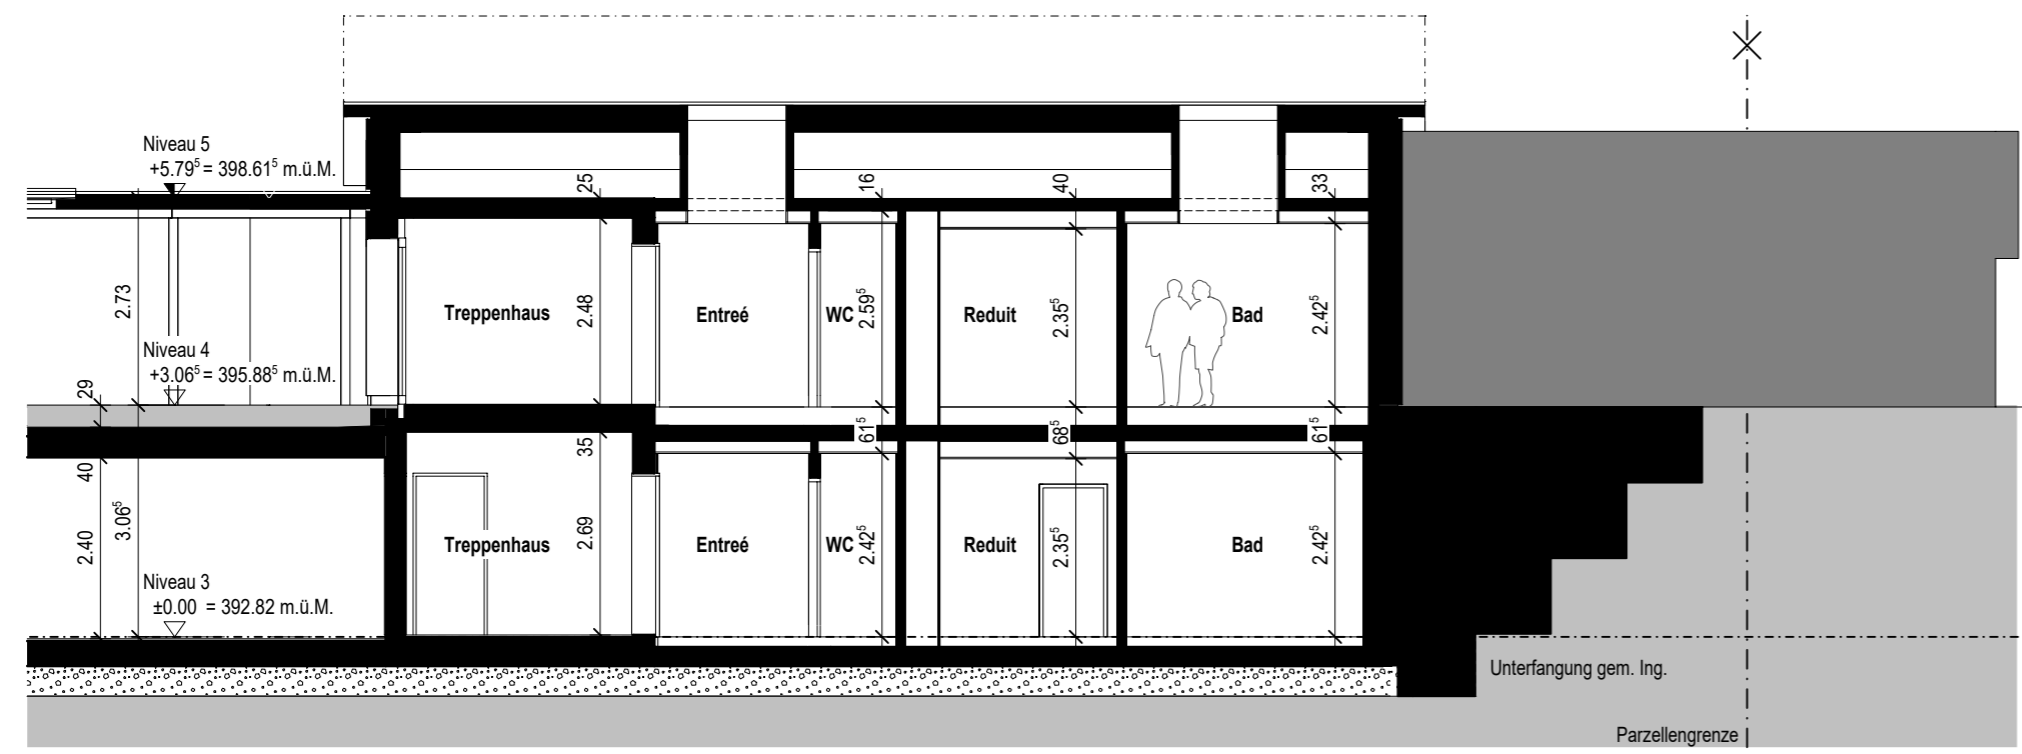 Niveau 5
+5.79⁵ = 398.61⁵ m.ü.M.
25
16
40
33
2.73
Treppenhaus
2.48
Entreé
WC
2.59⁵
Reduit
2.35⁵
Bad
2.42⁵
Niveau 4
+3.06⁵ = 395.88⁵ m.ü.M.
29
40
35
61⁵
68⁵
61⁵
2.40
3.06⁵
Treppenhaus
2.69
Entreé
WC
2.42⁵
Reduit
2.35⁵
Bad
2.42⁵
Niveau 3
±0.00 = 392.82 m.ü.M.
Unterfangung gem. Ing.
Parzellengrenze